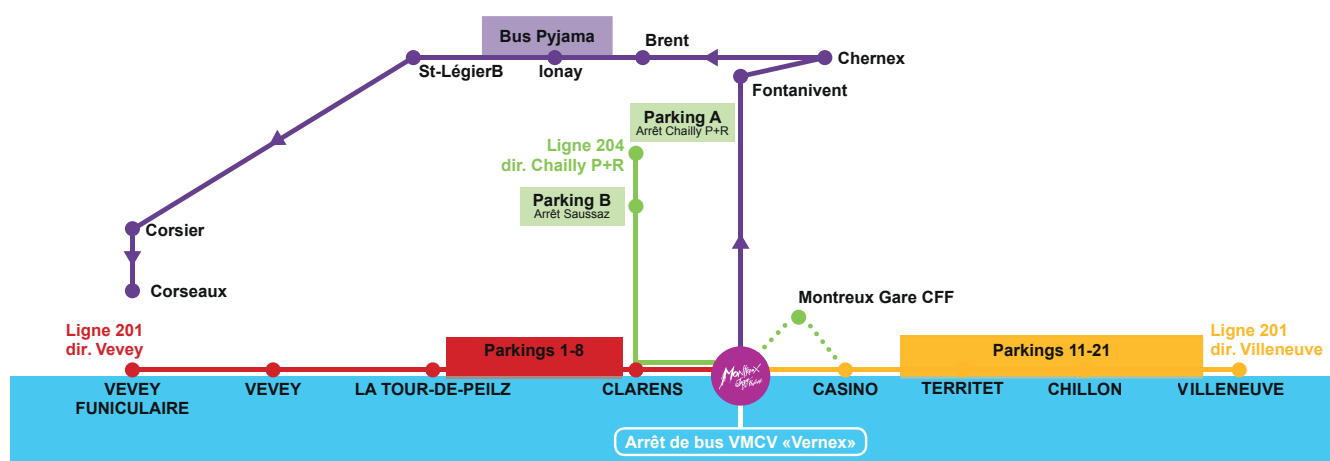 Bus Pyjama
St-LégierB
Ionay
Brent
Chernex
Fontanivent
Parking A
Arrêt Chailly P+R
Ligne 204
dir. Chailly P+R
Parking B
Arrêt Saussaz
Corsier
Corseaux
Montreux Gare CFF
Ligne 201
dir. Vevey
Parkings 1-8
Parkings 11-21
Ligne 201
dir. Villeneuve
Montreux
VEVEY
FUNICULAIRE
VEVEY
LA TOUR-DE-PEILZ
CLARENS
CASINO
TERRITET
CHILLON
VILLENEUVE
Arrêt de bus VMCV «Vernex»